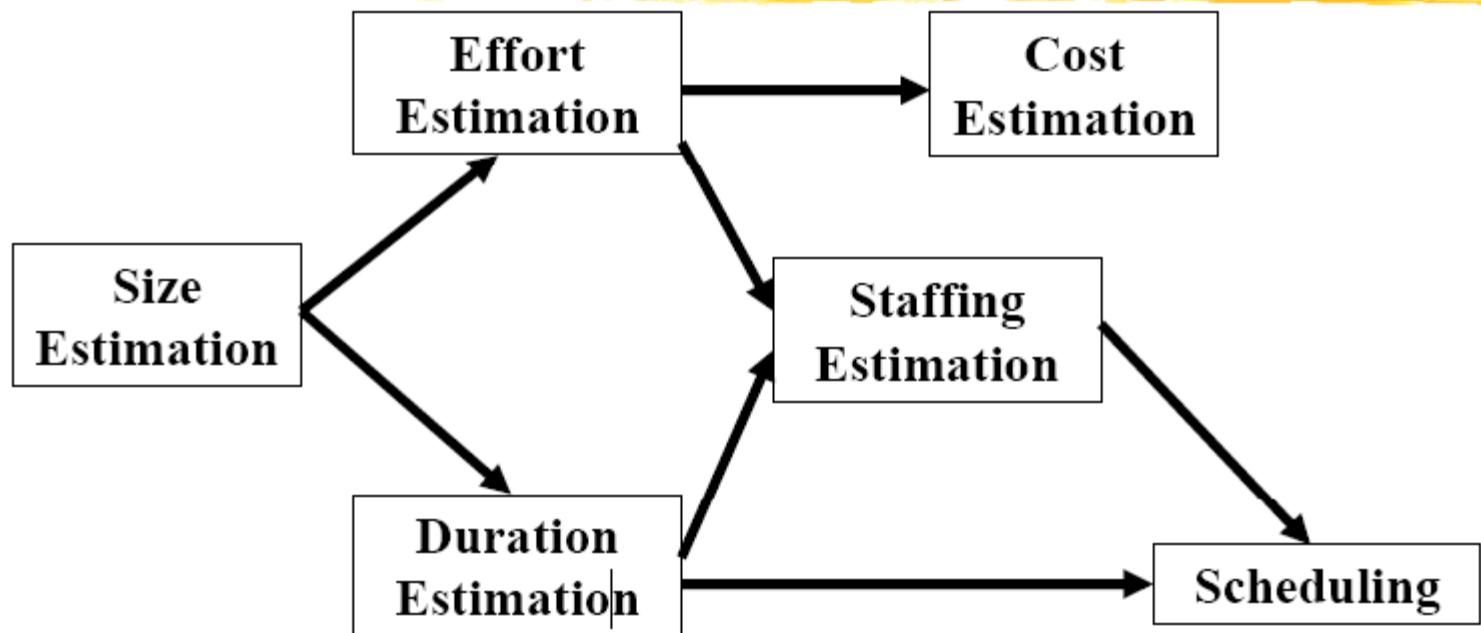 Effort
Estimation
Cost
Estimation
Size
Estimation
Staffing
Estimation
Duration
Estimation
Scheduling